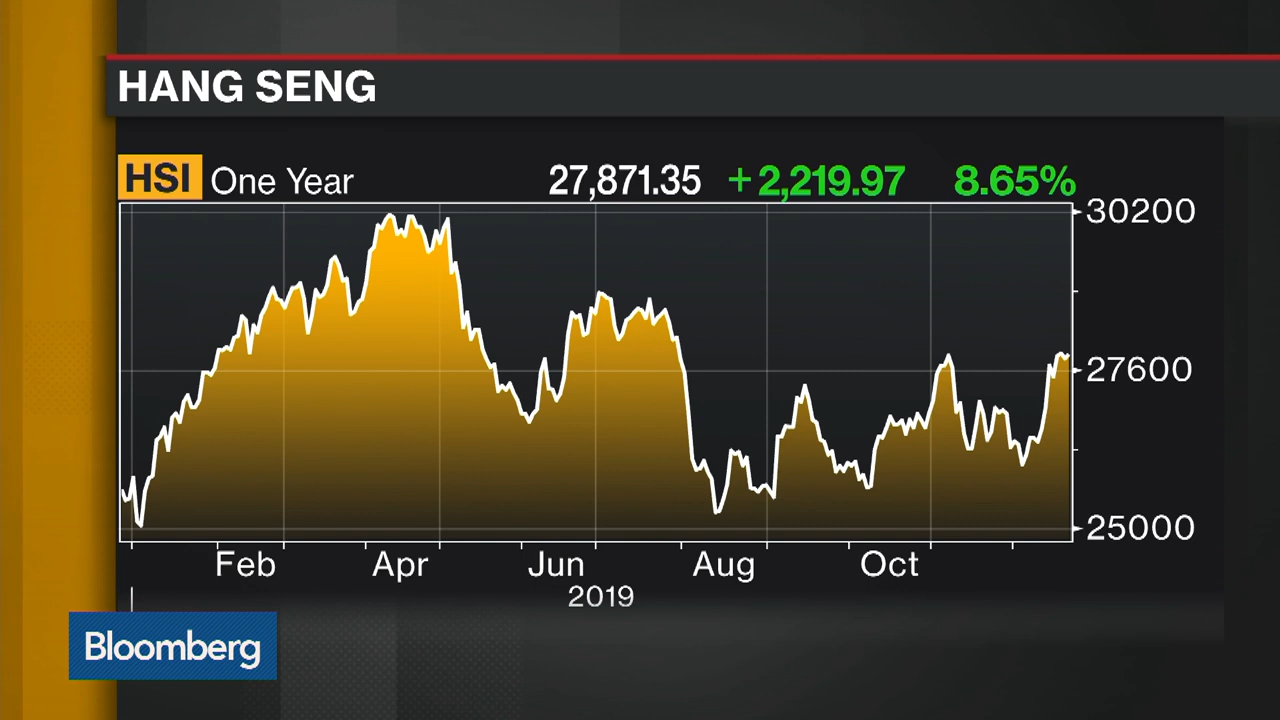 HANG SENG
HSI One Year 27,871.35 +2,219.97 8.65%
30200
27600
25000
Feb Apr Jun Aug Oct
2019
Bloomberg